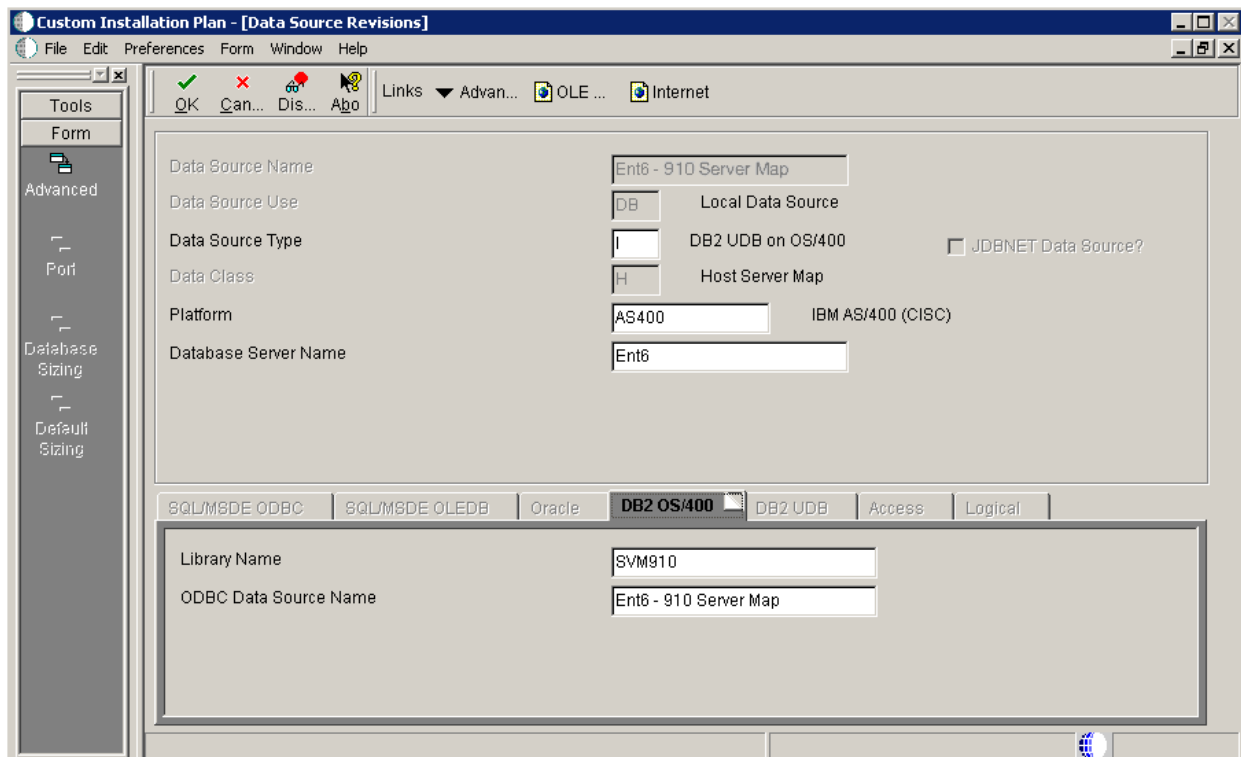 Custom Installation Plan - [Data Source Revisions]
File Edit Preferences Form Window Help
Tools
Form
Advanced
Port
Database
Sizing
Default
Sizing
OK Can... Dis... Abo Links Advan... OLE ... Internet
Data Source Name Ent6 - 910 Server Map
Data Source Use DB Local Data Source
Data Source Type I DB2 UDB on OS/400 JDBNET Data Source?
Data Class H Host Server Map
Platform AS400 IBM AS/400 (CISC)
Database Server Name Ent6
SQL/MSDE ODBC SQL/MSDE OLEDB Oracle DB2 OS/400 DB2 UDB Access Logical
Library Name SVM910
ODBC Data Source Name Ent6 - 910 Server Map